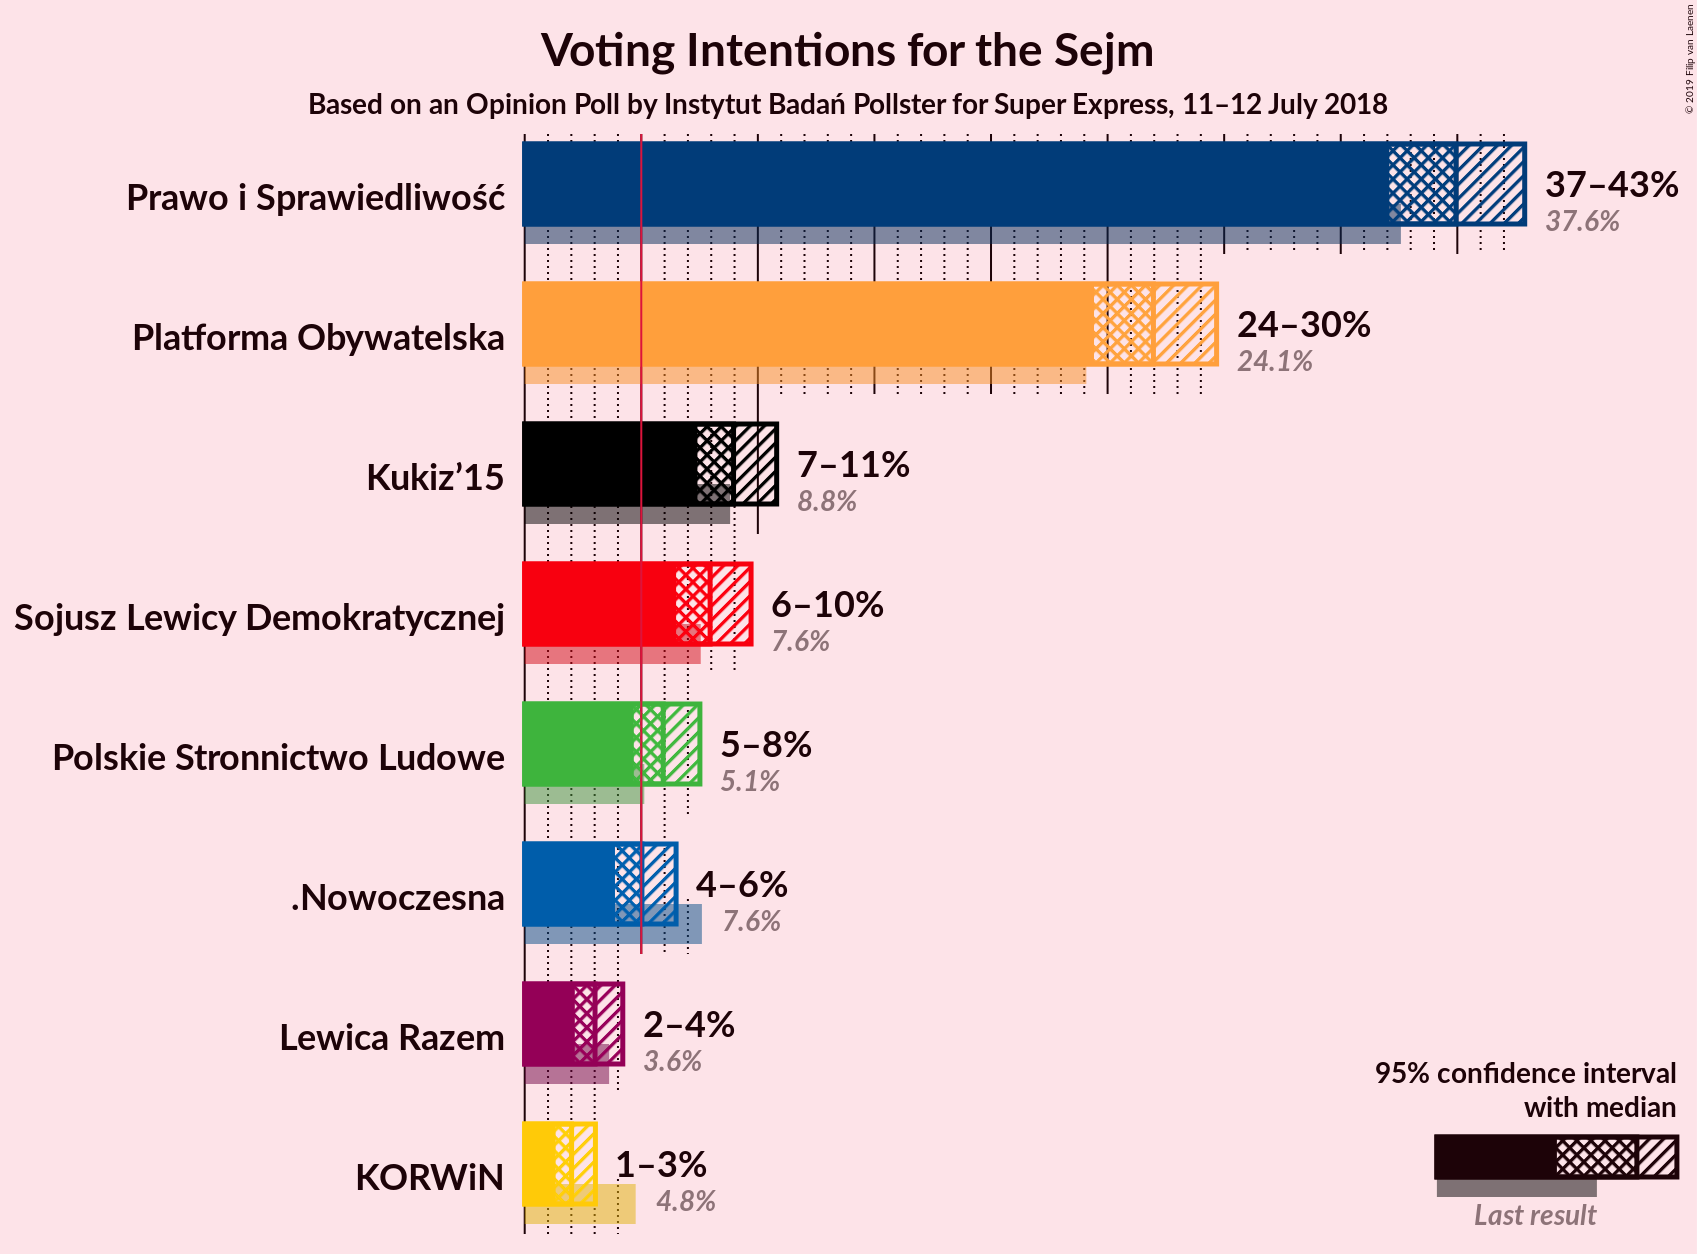 Voting Intentions for the Sejm
Based on an Opinion Poll by Instytut Badań Pollster for Super Express, 11–12 July 2018
© 2019 Filip van Laenen
Prawo i Sprawiedliwość
37–43%
37.6%
Platforma Obywatelska
24–30%
24.1%
Kukiz’15
7–11%
8.8%
Sojusz Lewicy Demokratycznej
6–10%
7.6%
Polskie Stronnictwo Ludowe
5–8%
5.1%
.Nowoczesna
4–6%
7.6%
Lewica Razem
2–4%
3.6%
KORWiN
1–3%
4.8%
95% confidence interval
with median
Last result